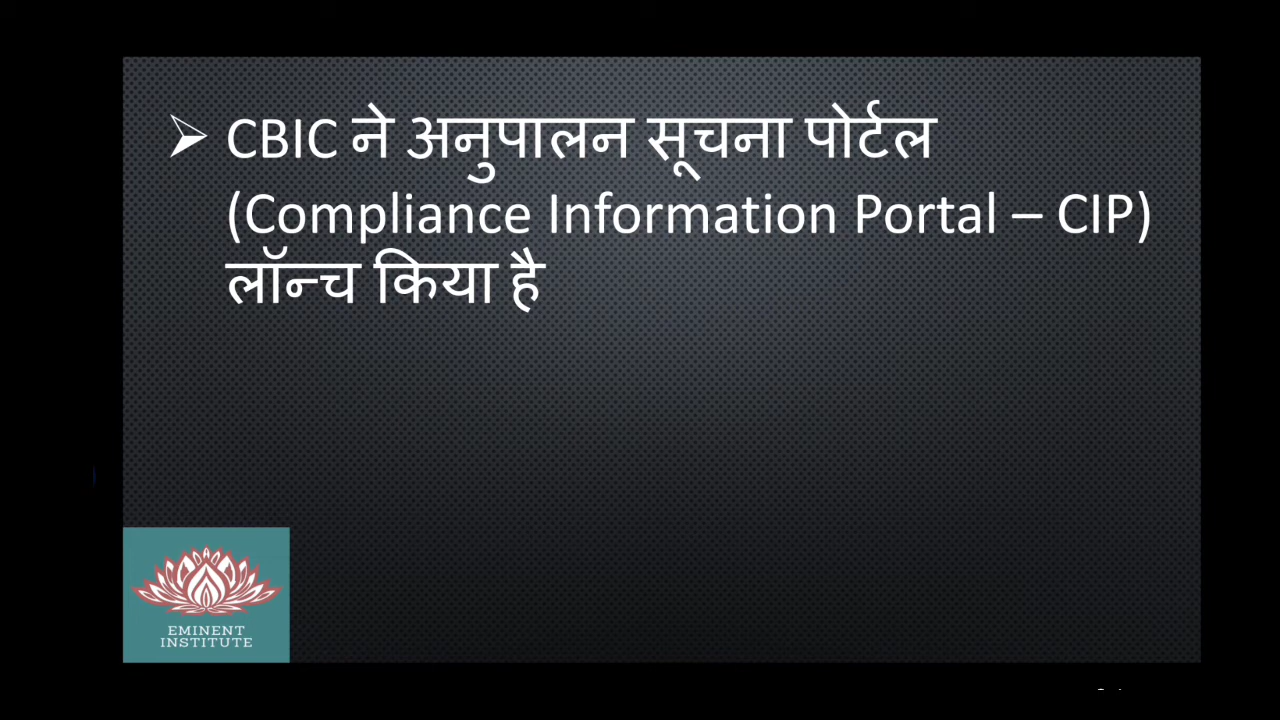 CBIC ने अनुपालन सूचना पोर्टल
(Compliance Information Portal – CIP)
लॉन्च किया है
EMINENT
INSTITUTE